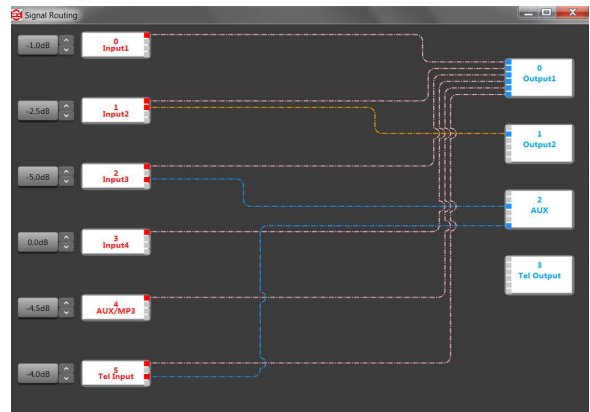 Signal Routing
-1.0dB
0
Input1
0
Output1
-2.5dB
1
Input2
1
Output2
-5.0dB
2
Input3
2
AUX
0.0dB
3
Input4
3
Tel Output
-4.5dB
4
AUX/MP3
-4.0dB
5
Tel Input